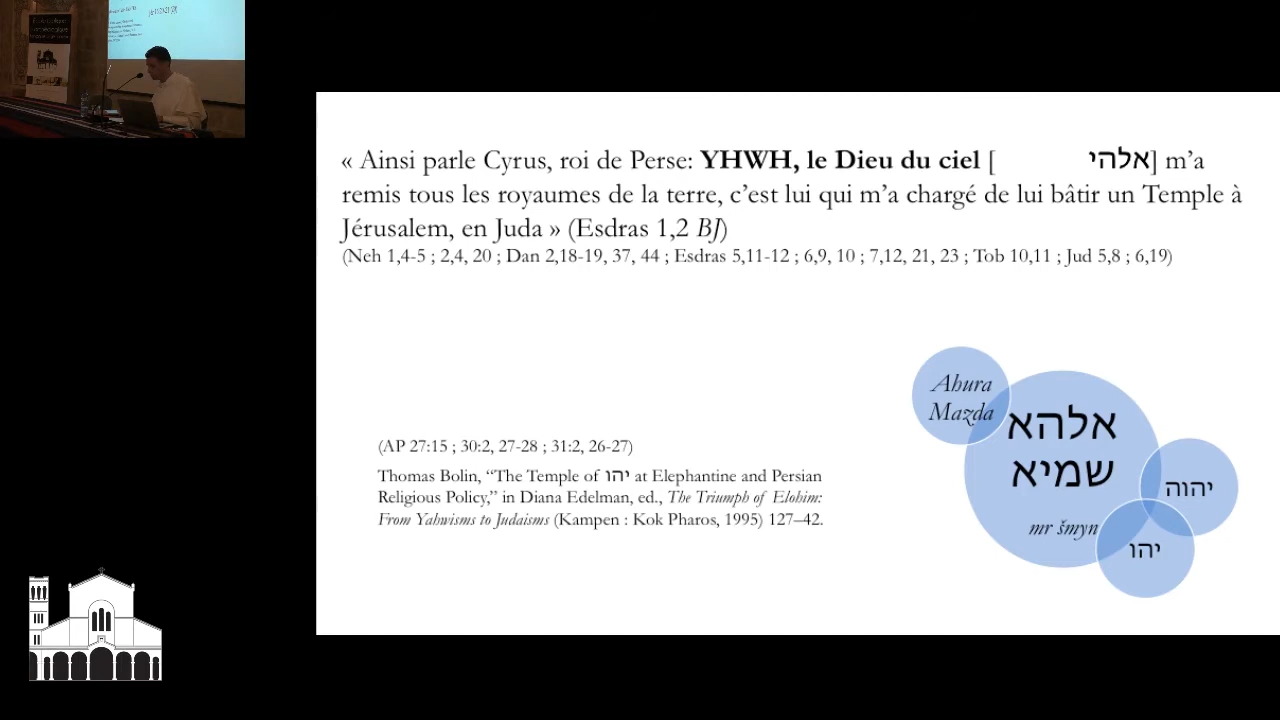 « Ainsi parle Cyrus, roi de Perse: YHWH, le Dieu du ciel [ אלהי] m’a
remis tous les royaumes de la terre, c’est lui qui m’a chargé de lui bâtir un Temple à
Jérusalem, en Juda » (Esdras 1,2 BJ)
(Neh 1,4-5 ; 2,4, 20 ; Dan 2,18-19, 37, 44 ; Esdras 5,11-12 ; 6,9, 10 ; 7,12, 21, 23 ; Tob 10,11 ; Jud 5,8 ; 6,19)
(AP 27:15 ; 30:2, 27-28 ; 31:2, 26-27)
Thomas Bolin, “The Temple of יהו at Elephantine and Persian
Religious Policy,” in Diana Edelman, ed., The Triumph of Elohim:
From Yahwisms to Judaisms (Kampen : Kok Pharos, 1995) 127–42.
Ahura
Mazda
אלהא
שמיא
mr šmyn
יהוה
יהו